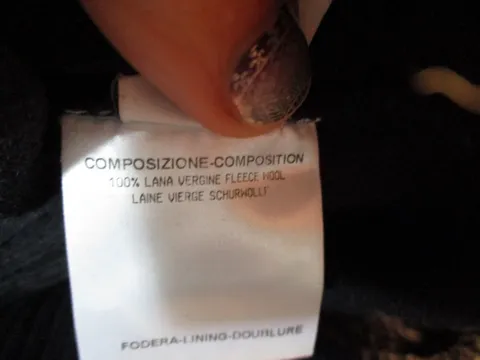 COMPOSIZIONE-COMPOSITION
100% LANA VERGINE FLEECE WOOL
LAINE VIERGE SCHURWOLLE
FODERA-LINING-DOUBLURE